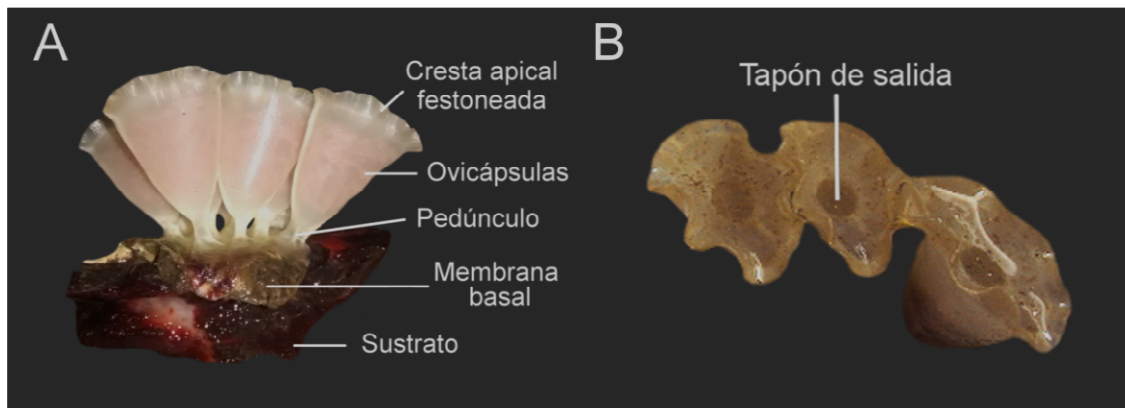 A
Cresta apical
festoneada
Ovicápsulas
Pedúnculo
Membrana
basal
Sustrato
B
Tapón de salida